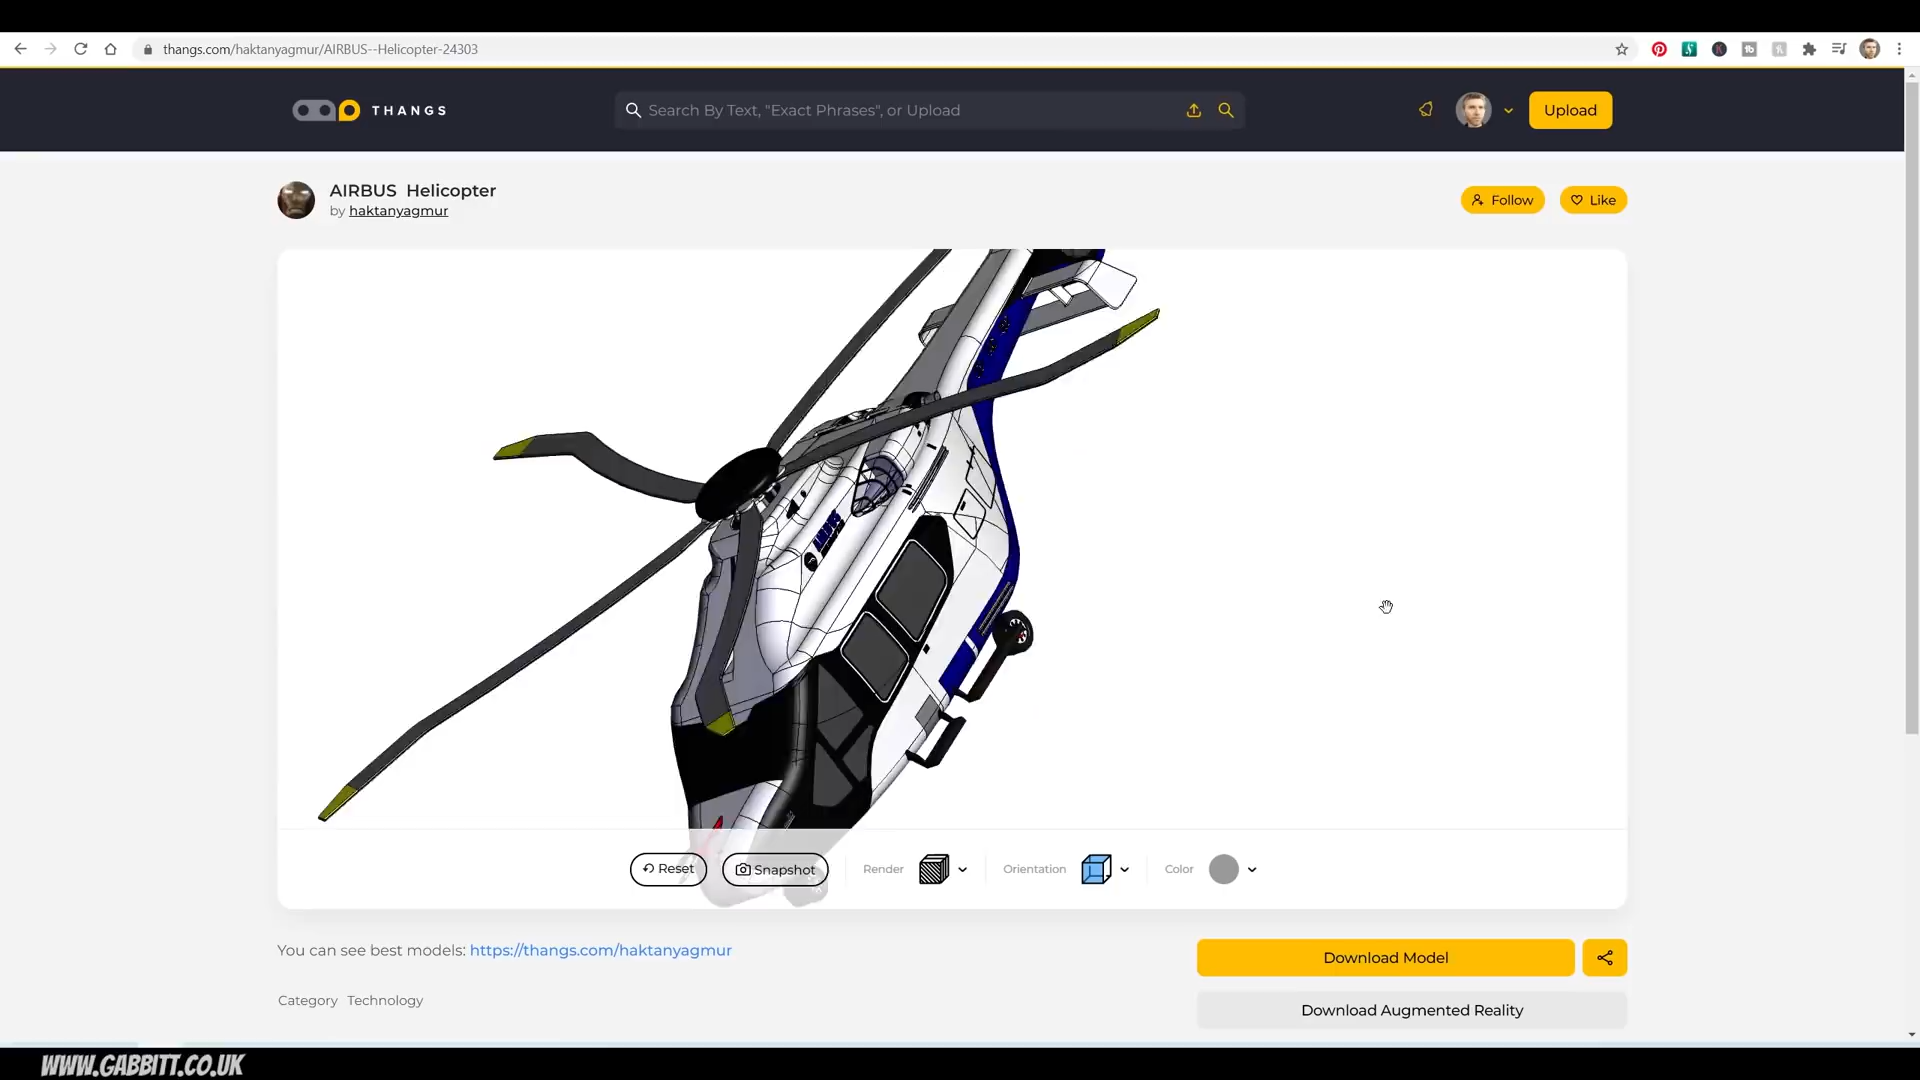 thangs.com/haktanyagmur/AIRBUS--Helicopter-24303
THANGS
Search By Text, "Exact Phrases", or Upload
Upload
AIRBUS Helicopter
by haktanyagmur
Follow
Like
AIRBUS
Reset
Snapshot
Render
Orientation
Color
You can see best models: https://thangs.com/haktanyagmur
Download Model
Category Technology
Download Augmented Reality
WWW.GABBITT.CO.UK